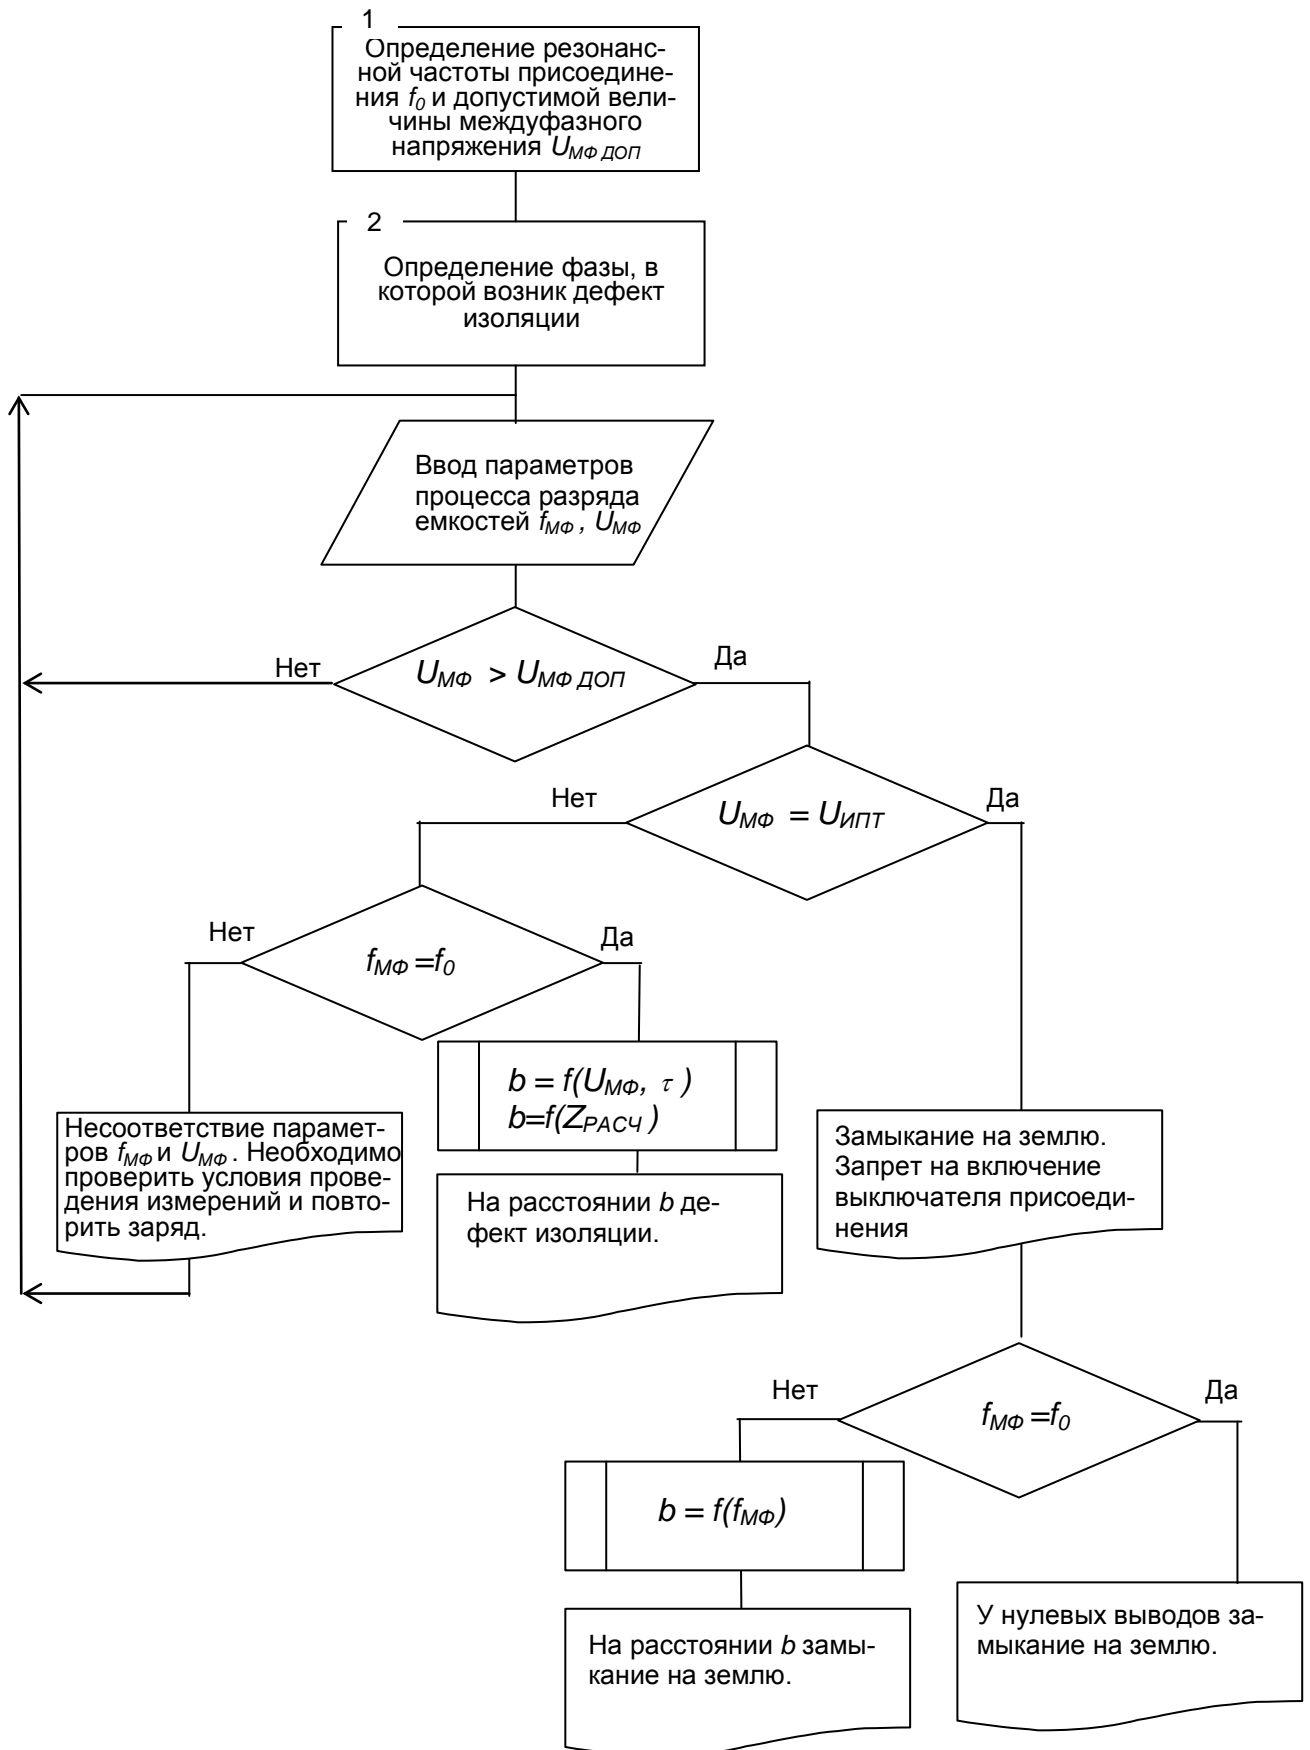 1
Определение резонанс-
ной частоты присоедине-
ния f0 и допустимой вели-
чины междуфазного
напряжения UМФ ДОП
2
Определение фазы, в
которой возник дефект
изоляции
Ввод параметров
процесса разряда
емкостей fМФ , UМФ
Нет
UМФ > UМФ ДОП
Да
Нет
UМФ = UИПТ
Да
Нет
fМФ =f0
Да
b = f(UМФ, τ )
b=f(ZРАСЧ )
Несоответствие парамет-
ров fМФ и UМФ . Необходимо
проверить условия прове-
дения измерений и повто-
рить заряд.
На расстоянии b де-
фект изоляции.
Замыкание на землю.
Запрет на включение
выключателя присоеди-
нения
Нет
fМФ =f0
Да
b = f(fМФ)
На расстоянии b замы-
кание на землю.
У нулевых выводов за-
мыкание на землю.